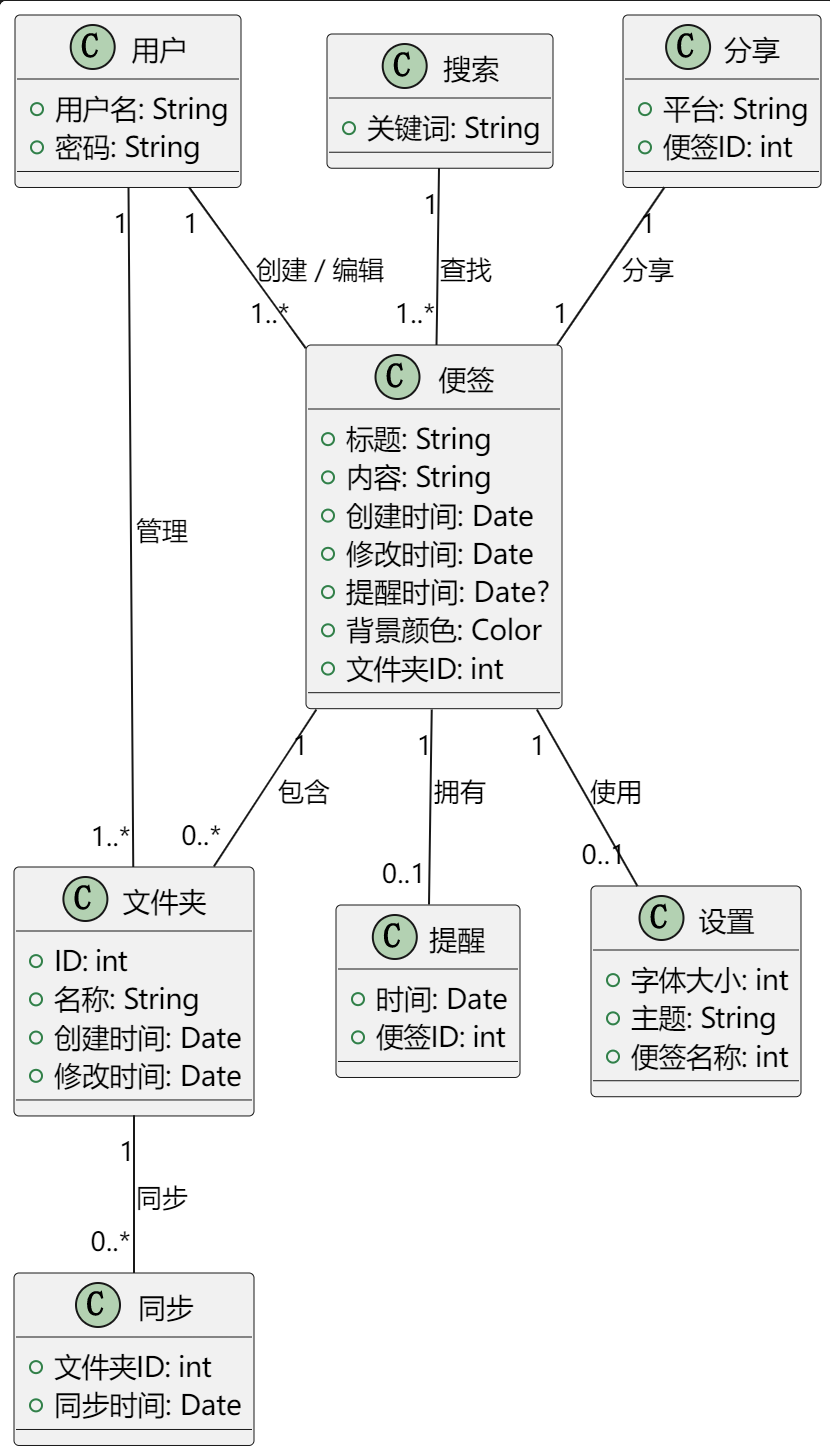 C 用户
用户名: String
密码: String
C 搜索
关键词: String
C 分享
平台: String
便签ID: int
1
1
创建 / 编辑
1..*
1
查找
1..*
1
分享
1
C 便签
标题: String
内容: String
创建时间: Date
修改时间: Date
提醒时间: Date?
背景颜色: Color
文件夹ID: int
管理
1..*
1
包含
0..*
1
拥有
0..1
1
使用
0..1
C 文件夹
ID: int
名称: String
创建时间: Date
修改时间: Date
C 提醒
时间: Date
便签ID: int
C 设置
字体大小: int
主题: String
便签名称: int
1
同步
0..*
C 同步
文件夹ID: int
同步时间: Date